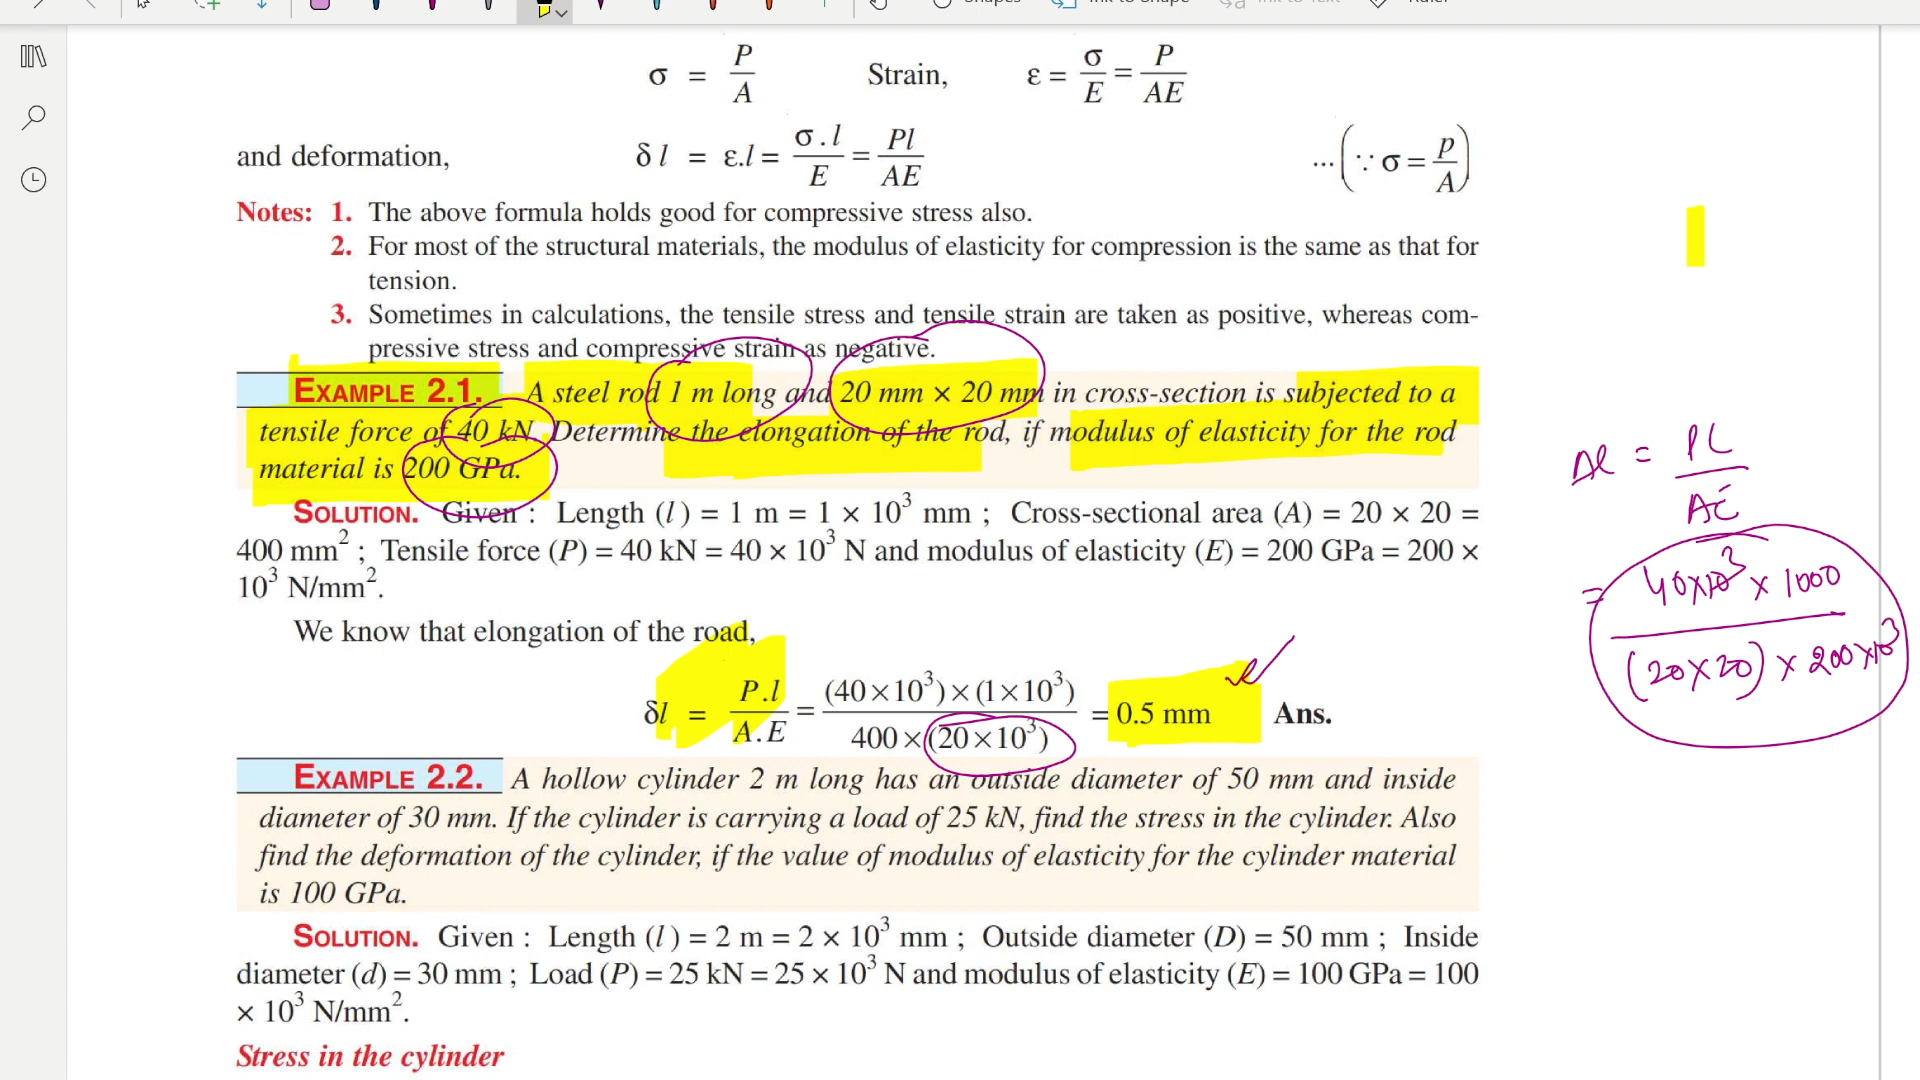 σ = P/A Strain, ε = σ/E = P/AE
and deformation, δ l = ε.l = σ . l/E = Pl/AE ...(∵ σ = p/A)
Notes: 1. The above formula holds good for compressive stress also.
2. For most of the structural materials, the modulus of elasticity for compression is the same as that for
tension.
3. Sometimes in calculations, the tensile stress and tensile strain are taken as positive, whereas com-
pressive stress and compressive strain as negative.
EXAMPLE 2.1. A steel rod 1 m long and 20 mm × 20 mm in cross-section is subjected to a
tensile force of 40 kN. Determine the elongation of the rod, if modulus of elasticity for the rod
material is 200 GPa.
SOLUTION. Given : Length (l ) = 1 m = 1 × 10³ mm ; Cross-sectional area (A) = 20 × 20 =
400 mm² ; Tensile force (P) = 40 kN = 40 × 10³ N and modulus of elasticity (E) = 200 GPa = 200 ×
10³ N/mm².
We know that elongation of the road,
δl = P.l/A.E = (40×10³)×(1×10³)/400×(20×10³) = 0.5 mm Ans.
EXAMPLE 2.2. A hollow cylinder 2 m long has an outside diameter of 50 mm and inside
diameter of 30 mm. If the cylinder is carrying a load of 25 kN, find the stress in the cylinder. Also
find the deformation of the cylinder, if the value of modulus of elasticity for the cylinder material
is 100 GPa.
SOLUTION. Given : Length (l ) = 2 m = 2 × 10³ mm ; Outside diameter (D) = 50 mm ; Inside
diameter (d) = 30 mm ; Load (P) = 25 kN = 25 × 10³ N and modulus of elasticity (E) = 100 GPa = 100
× 10³ N/mm².
Stress in the cylinder
Δl = PL/AE
= 40×10³ × 1000/(20×20) × 200×10³